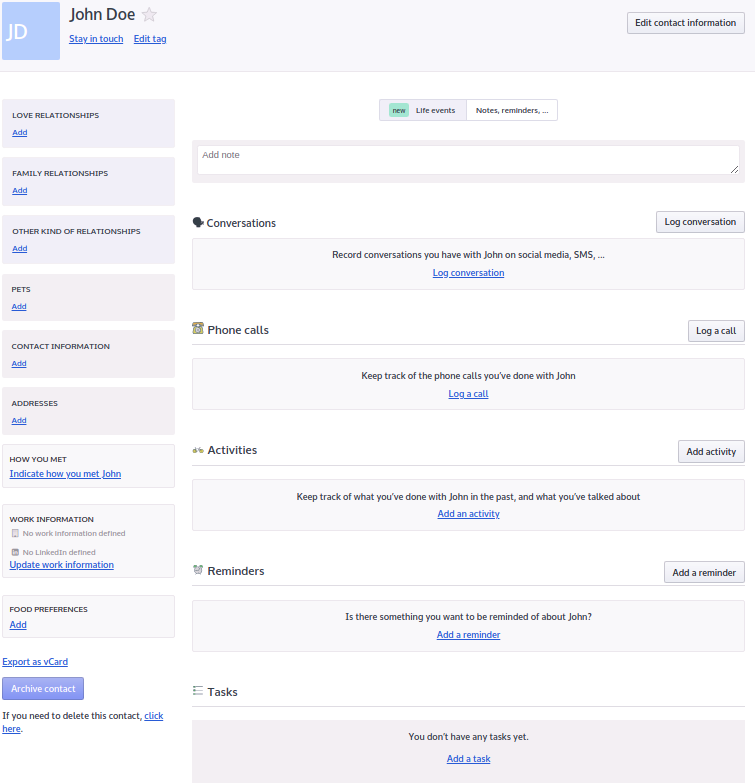 JD
John Doe
Stay in touch Edit tag
Edit contact information
LOVE RELATIONSHIPS
Add
FAMILY RELATIONSHIPS
Add
OTHER KIND OF RELATIONSHIPS
Add
PETS
Add
CONTACT INFORMATION
Add
ADDRESSES
Add
HOW YOU MET
Indicate how you met John
WORK INFORMATION
No work information defined
No LinkedIn defined
Update work information
FOOD PREFERENCES
Add
Export as vCard
Archive contact
If you need to delete this contact, click
here.
new Life events Notes, reminders, ...
Add note
Conversations Log conversation
Record conversations you have with John on social media, SMS, ...
Log conversation
Phone calls Log a call
Keep track of the phone calls you've done with John
Log a call
Activities Add activity
Keep track of what you've done with John in the past, and what you've talked about
Add an activity
Reminders Add a reminder
Is there something you want to be reminded of about John?
Add a reminder
Tasks
You don't have any tasks yet.
Add a task